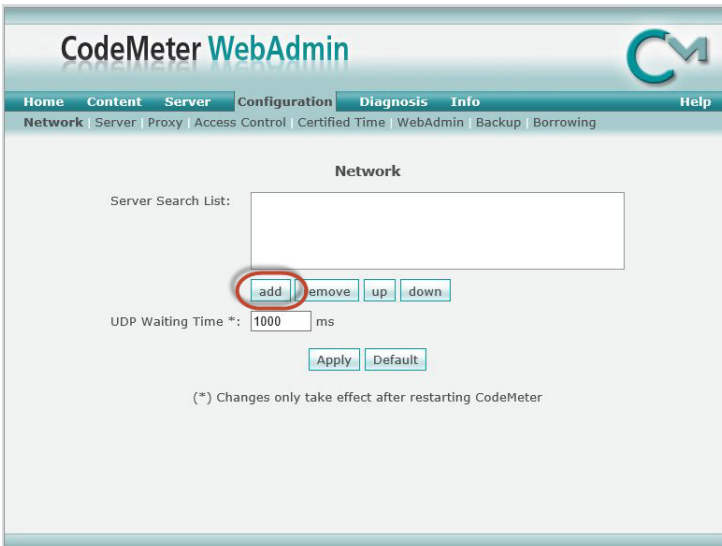 CodeMeter WebAdmin
CM
Home Content Server Configuration Diagnosis Info Help
Network | Server | Proxy | Access Control | Certified Time | WebAdmin | Backup | Borrowing
Network
Server Search List:
add remove up down
UDP Waiting Time *: 1000 ms
Apply Default
(*) Changes only take effect after restarting CodeMeter